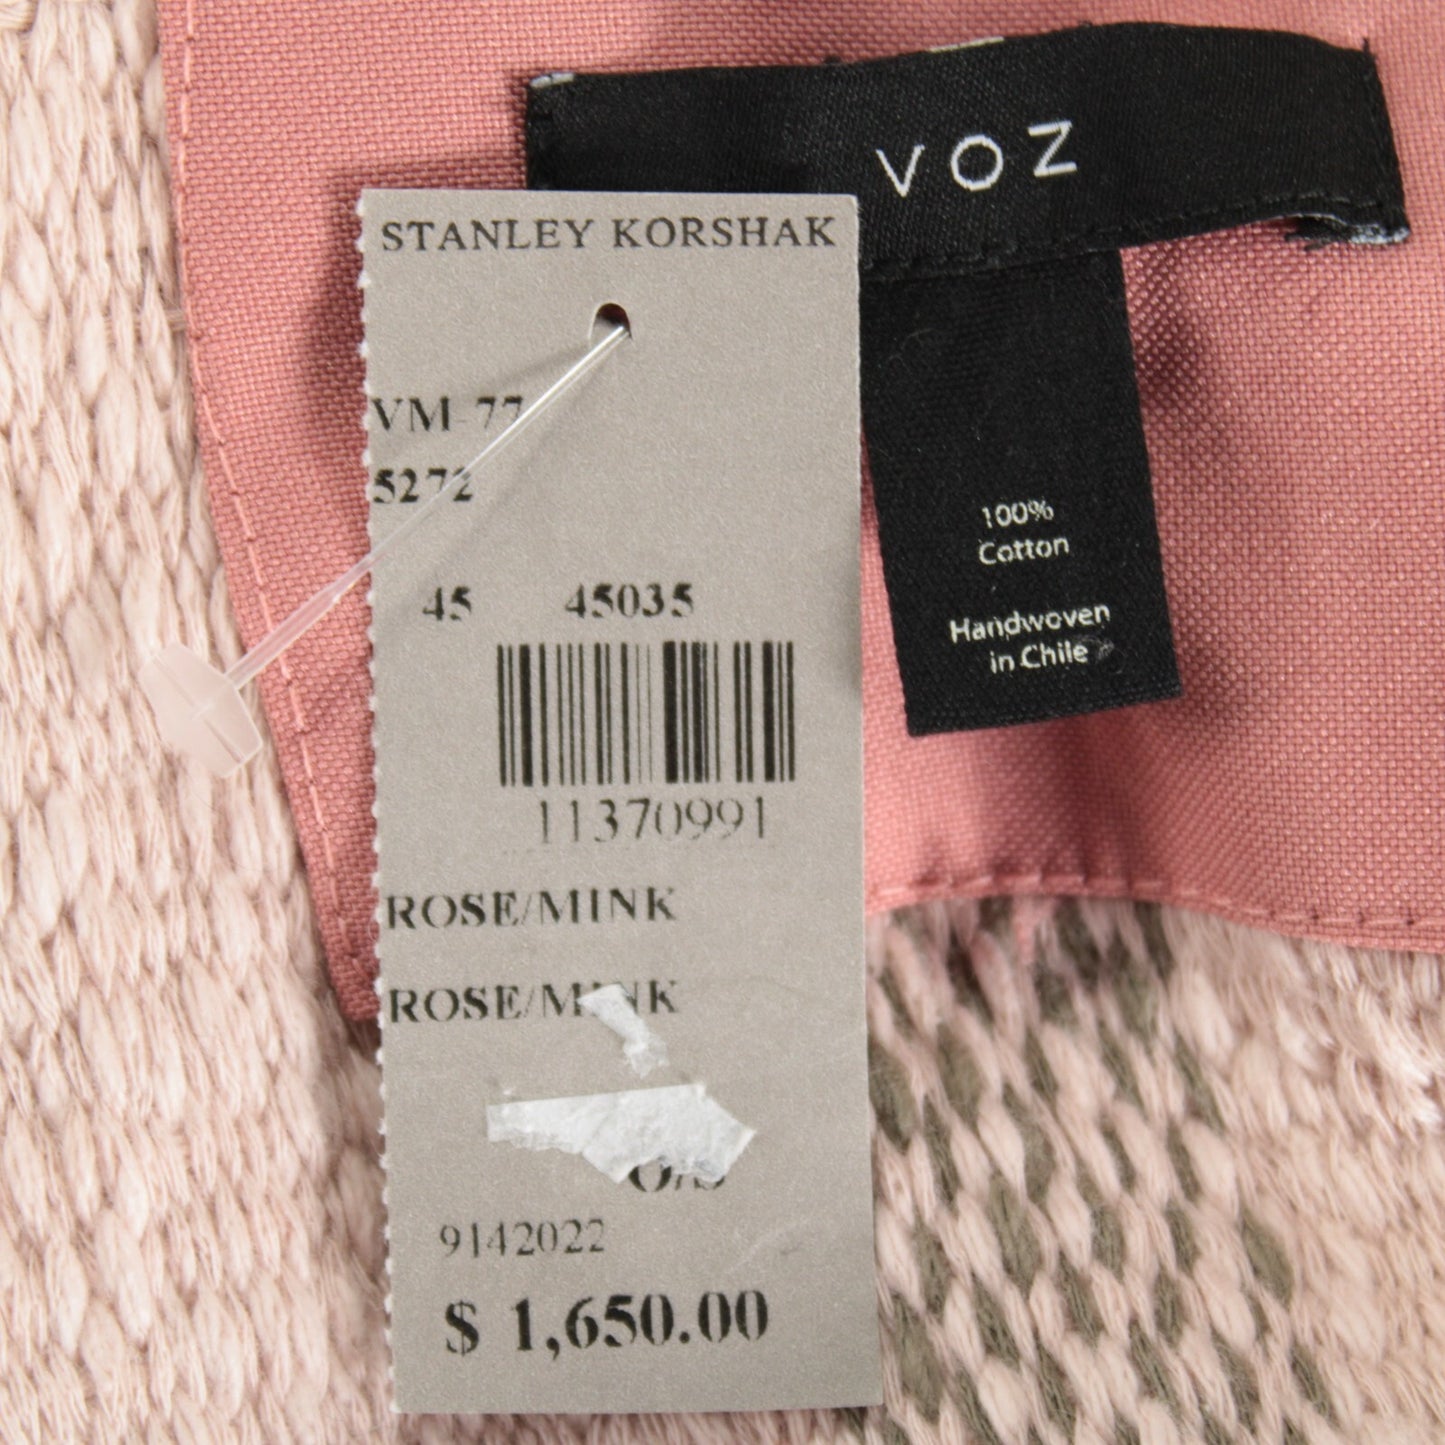 VOZ
STANLEY KORSHAK
VM-77
5272
45 45035
11370991
ROSE/MINK
ROSE/MINK
O/S
9142022
$ 1,650.00
100%
Cotton
Handwoven
in Chile